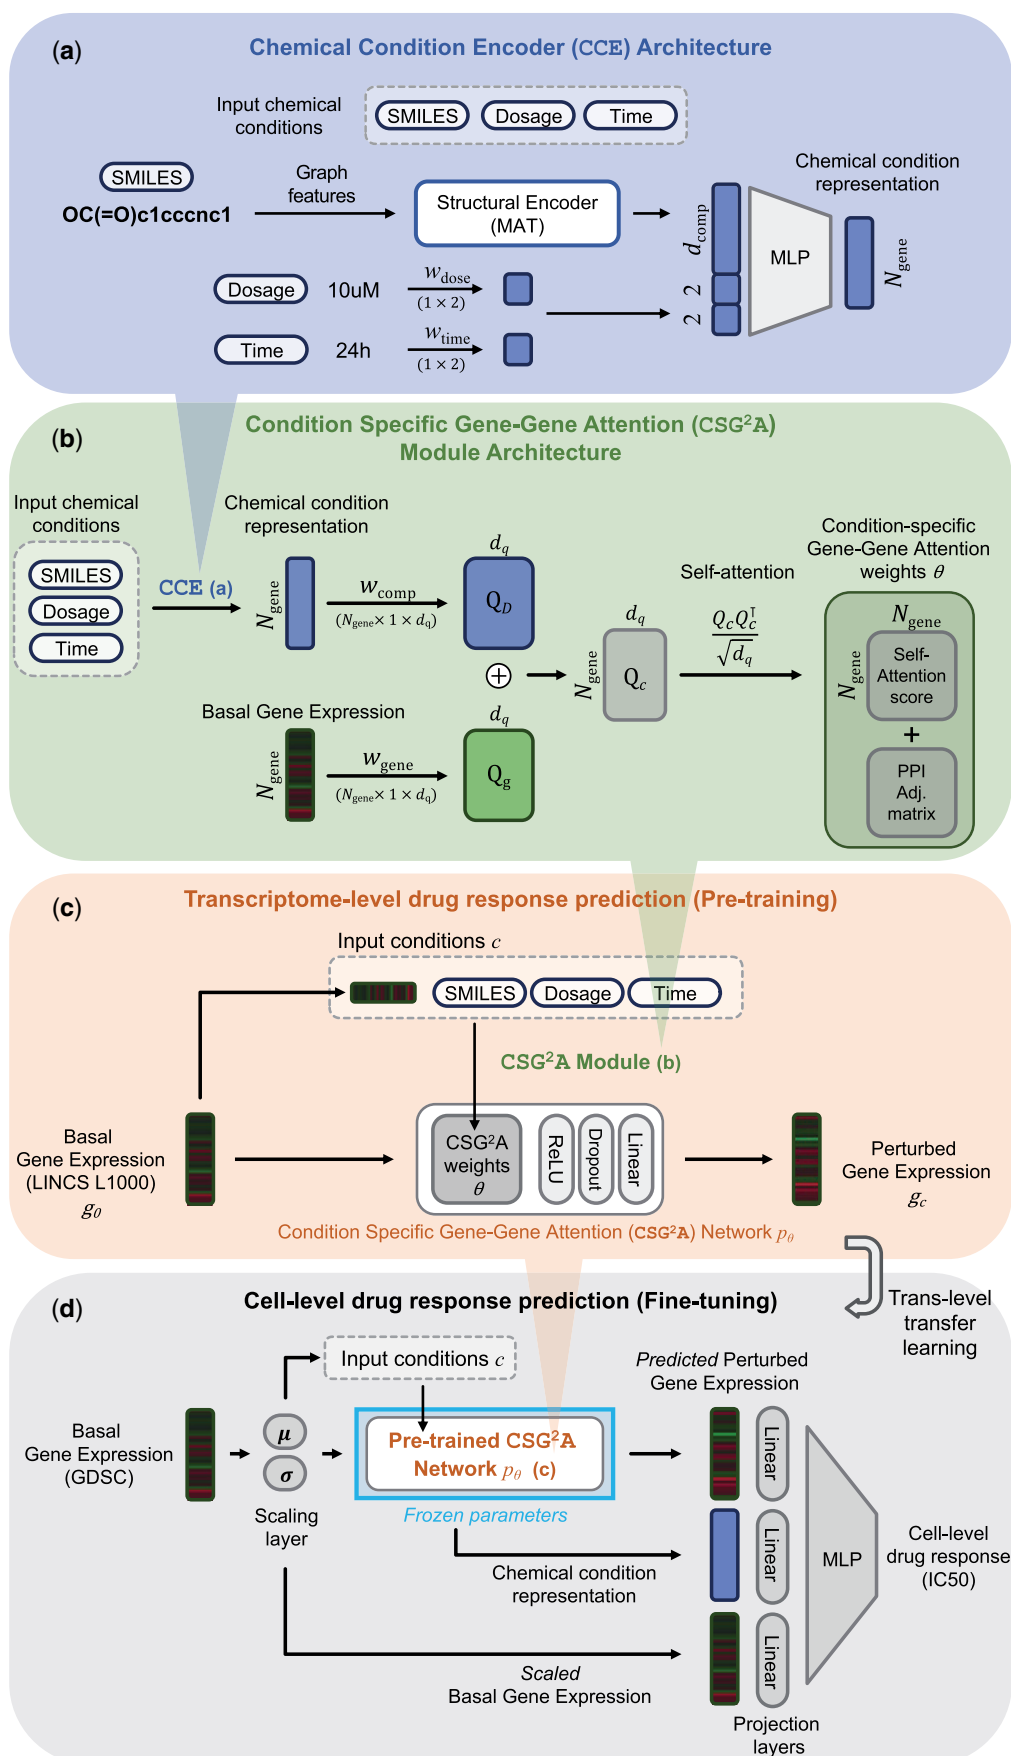 (a)
Chemical Condition Encoder (CCE) Architecture
Input chemical
conditions
SMILES
Dosage
Time
SMILES
OC(=O)c1cccnc1
Graph
features
Structural Encoder
(MAT)
Chemical condition
representation
d_comp
2
2
MLP
N_gene
Dosage
10uM
w_dose
(1 × 2)
Time
24h
w_time
(1 × 2)
(b)
Condition Specific Gene-Gene Attention (CSG²A)
Module Architecture
Input chemical
conditions
SMILES
Dosage
Time
CCE (a)
Chemical condition
representation
N_gene
w_comp
(N_gene × 1 × d_q)
d_q
Q_D
Basal Gene Expression
N_gene
w_gene
(N_gene × 1 × d_q)
d_q
Q_g
+
d_q
N_gene
Q_c
Self-attention
Q_c Q_c^⊺
√d_q
Condition-specific
Gene-Gene Attention
weights θ
N_gene
N_gene
Self-
Attention
score
+
PPI
Adj.
matrix
(c)
Transcriptome-level drug response prediction (Pre-training)
Input conditions c
SMILES
Dosage
Time
CSG²A Module (b)
Basal
Gene Expression
(LINCS L1000)
g_0
CSG²A
weights
θ
ReLU
Dropout
Linear
Perturbed
Gene Expression
g_c
Condition Specific Gene-Gene Attention (CSG²A) Network p_θ
Trans-level
transfer
learning
(d)
Cell-level drug response prediction (Fine-tuning)
Input conditions c
Basal
Gene Expression
(GDSC)
μ
σ
Scaling
layer
Pre-trained CSG²A
Network p_θ (c)
Frozen parameters
Predicted Perturbed
Gene Expression
Linear
Chemical condition
representation
Linear
Scaled
Basal Gene Expression
Linear
Projection
layers
MLP
Cell-level
drug response
(IC50)